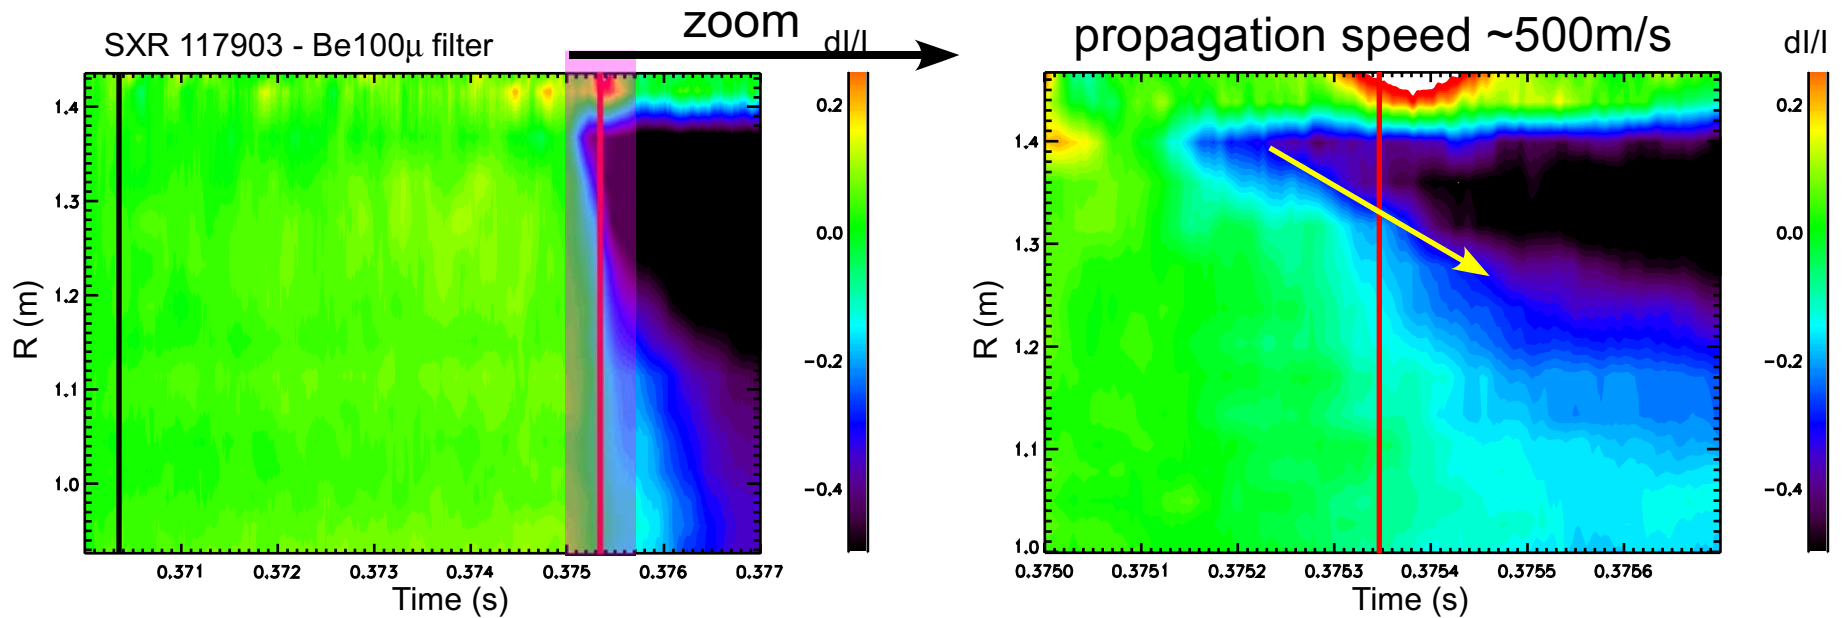 zoom
SXR 117903 - Be100μ filter
dI/I
propagation speed ~500m/s
dI/I
1.4
1.3
1.2
1.1
1.0
R (m)
0.371 0.372 0.373 0.374 0.375 0.376 0.377
Time (s)
0.2
0.0
−0.2
−0.4
1.4
1.3
1.2
1.1
1.0
R (m)
0.3750 0.3751 0.3752 0.3753 0.3754 0.3755 0.3756
Time (s)
0.2
0.0
−0.2
−0.4